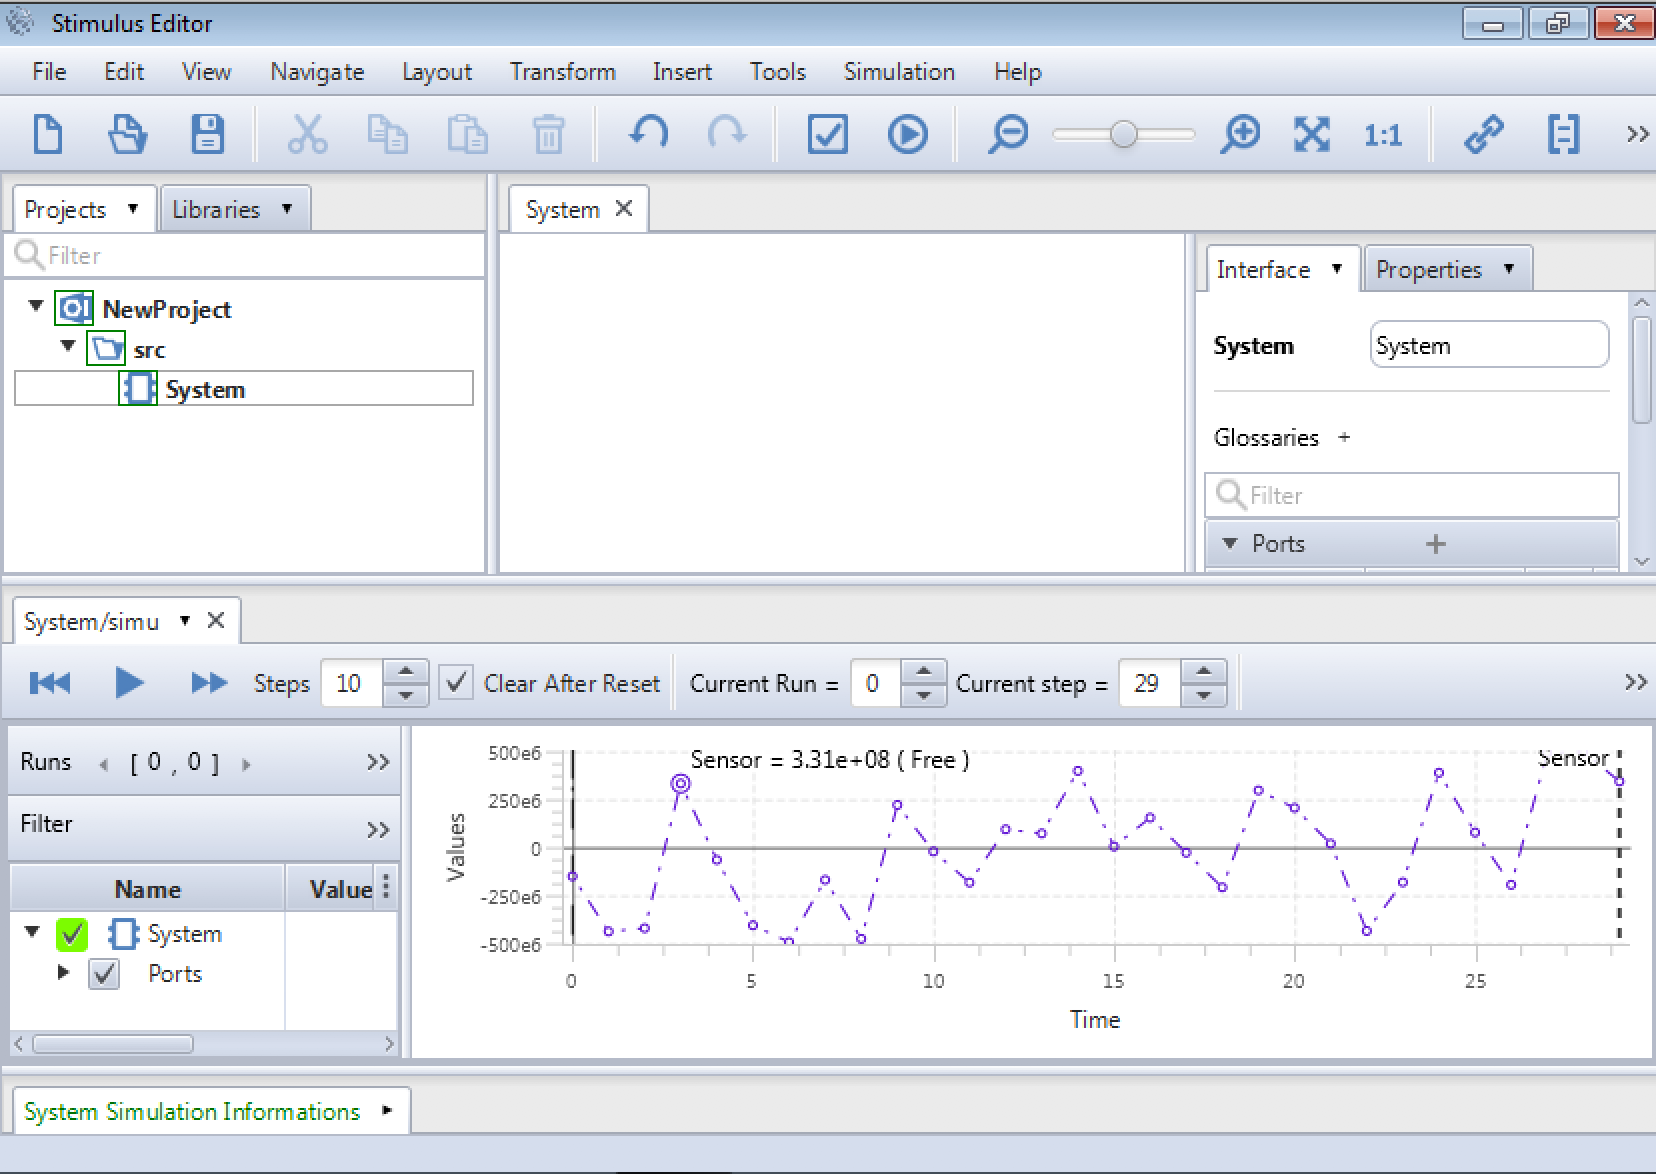 Stimulus Editor
File Edit View Navigate Layout Transform Insert Tools Simulation Help
1:1 >>
Projects Libraries System
Filter
NewProject
src
System
Interface Properties
System System
Glossaries +
Filter
Ports +
System/simu
Steps 10 Clear After Reset Current Run = 0 Current step = 29 >>
Runs [ 0 , 0 ] >>
Filter >>
Name Value
System
Ports
Sensor = 3.31e+08 ( Free ) Sensor
500e6
250e6
0
-250e6
-500e6
Values
0 5 10 15 20 25
Time
System Simulation Informations